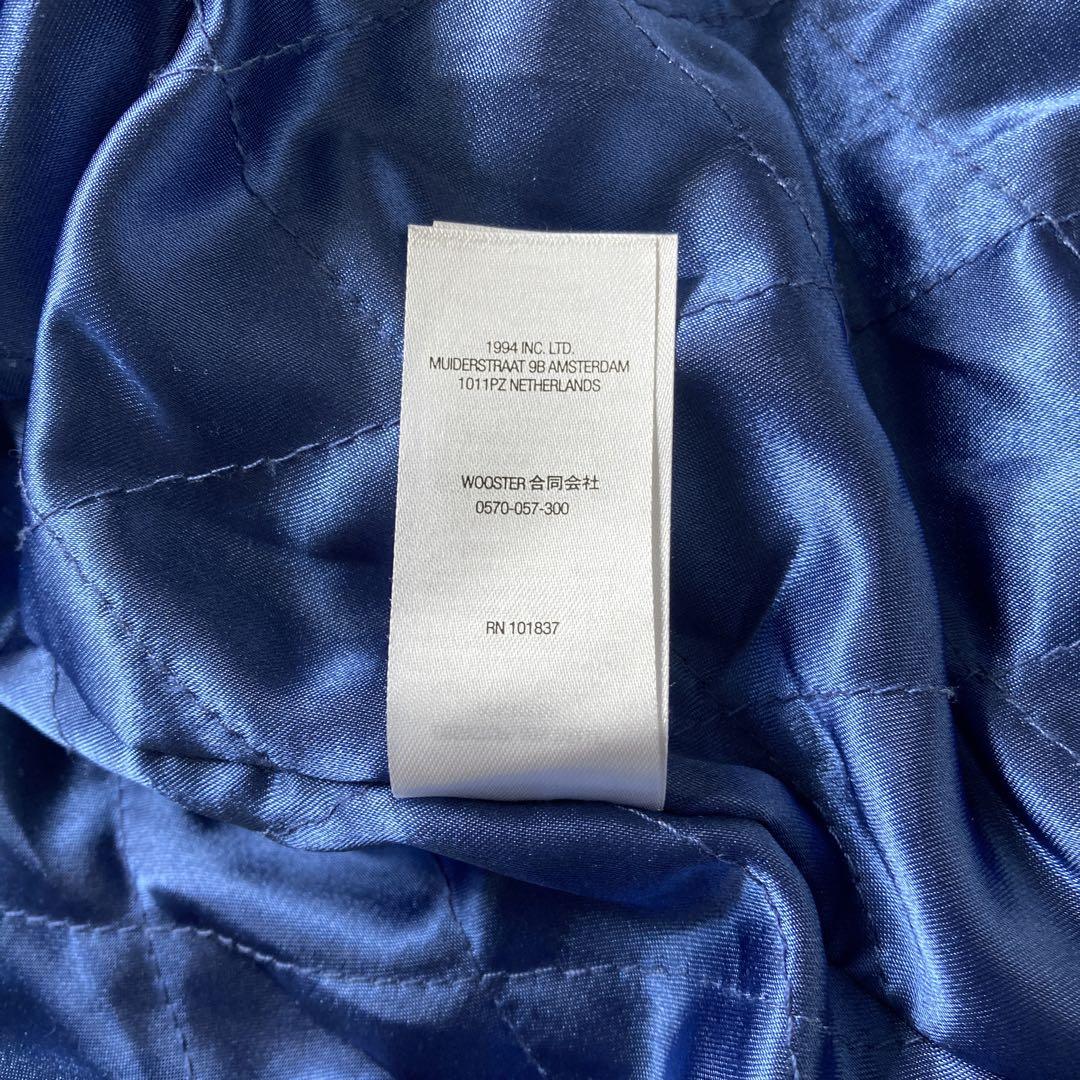 1994 INC. LTD.
MUIDERSTRAAT 9B AMSTERDAM
1011PZ NETHERLANDS
WOOSTER 合同会社
0570-057-300
RN 101837